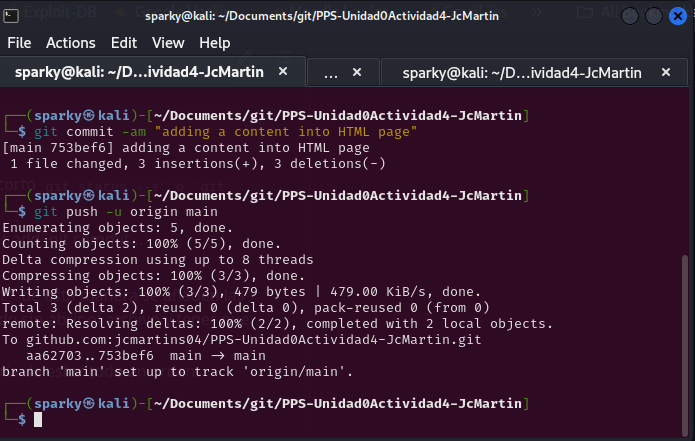 sparky@kali: ~/Documents/git/PPS-Unidad0Actividad4-JcMartin
File Actions Edit View Help
sparky@kali: ~/D...ividad4-JcMartin × ... × sparky@kali: ~/D...ividad4-JcMartin ×
┌──(sparky㉿kali)-[~/Documents/git/PPS-Unidad0Actividad4-JcMartin]
└─$ git commit -am "adding a content into HTML page"
[main 753bef6] adding a content into HTML page
1 file changed, 3 insertions(+), 3 deletions(-)
┌──(sparky㉿kali)-[~/Documents/git/PPS-Unidad0Actividad4-JcMartin]
└─$ git push -u origin main
Enumerating objects: 5, done.
Counting objects: 100% (5/5), done.
Delta compression using up to 8 threads
Compressing objects: 100% (3/3), done.
Writing objects: 100% (3/3), 479 bytes | 479.00 KiB/s, done.
Total 3 (delta 2), reused 0 (delta 0), pack-reused 0 (from 0)
remote: Resolving deltas: 100% (2/2), completed with 2 local objects.
To github.com:jcmartins04/PPS-Unidad0Actividad4-JcMartin.git
aa62703..753bef6 main -> main
branch 'main' set up to track 'origin/main'.
┌──(sparky㉿kali)-[~/Documents/git/PPS-Unidad0Actividad4-JcMartin]
└─$